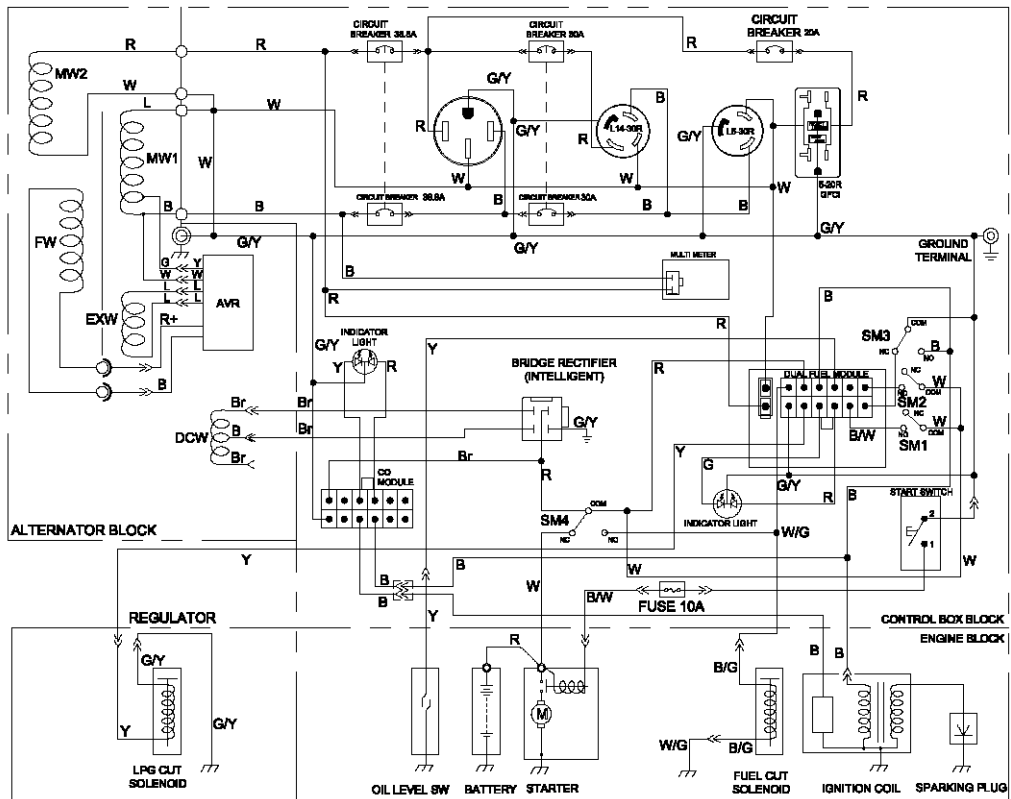 CIRCUIT
BREAKER 36.5A
CIRCUIT
BREAKER 30A
CIRCUIT
BREAKER 20A
R
R
R
R
MW2
W
L
W
G/Y
B
R
R
G/Y
R
L14-30R
G/Y
L5-30R
MW1
W
W
W
W
5-20R
GFCI
CIRCUIT BREAKER 36.5A
CIRCUIT BREAKER 30A
B
B
B
B
B
FW
G/Y
G/Y
G/Y
GROUND
TERMINAL
G Y
W W
L L
L L
AVR
B
R
MULTI METER
B
EXW
R+
R
SM3
COM
INDICATOR
LIGHT
G/Y
Y
R
Y
BRIDGE RECTIFIER
(INTELLIGENT)
R
DUAL FUEL MODULE
NC
B
NO
NC
W
B
NO
COM
SM2
Br
Br
G/Y
NC
W
DCW
B
Br
B/W
NO
COM
SM1
Br
Br
Y
G
CO
MODULE
R
G/Y
R
B
START SWITCH
2
1
COM
SM4
NC
NO
INDICATOR LIGHT
W/G
ALTERNATOR BLOCK
Y
B
B
B
W
W
W
B/W
FUSE 10A
REGULATOR
Y
CONTROL BOX BLOCK
ENGINE BLOCK
R
B
B
G/Y
B/G
M
Y
G/Y
W/G
B/G
LPG CUT
SOLENOID
OIL LEVEL SW
BATTERY
STARTER
FUEL CUT
SOLENOID
IGNITION COIL
SPARKING PLUG